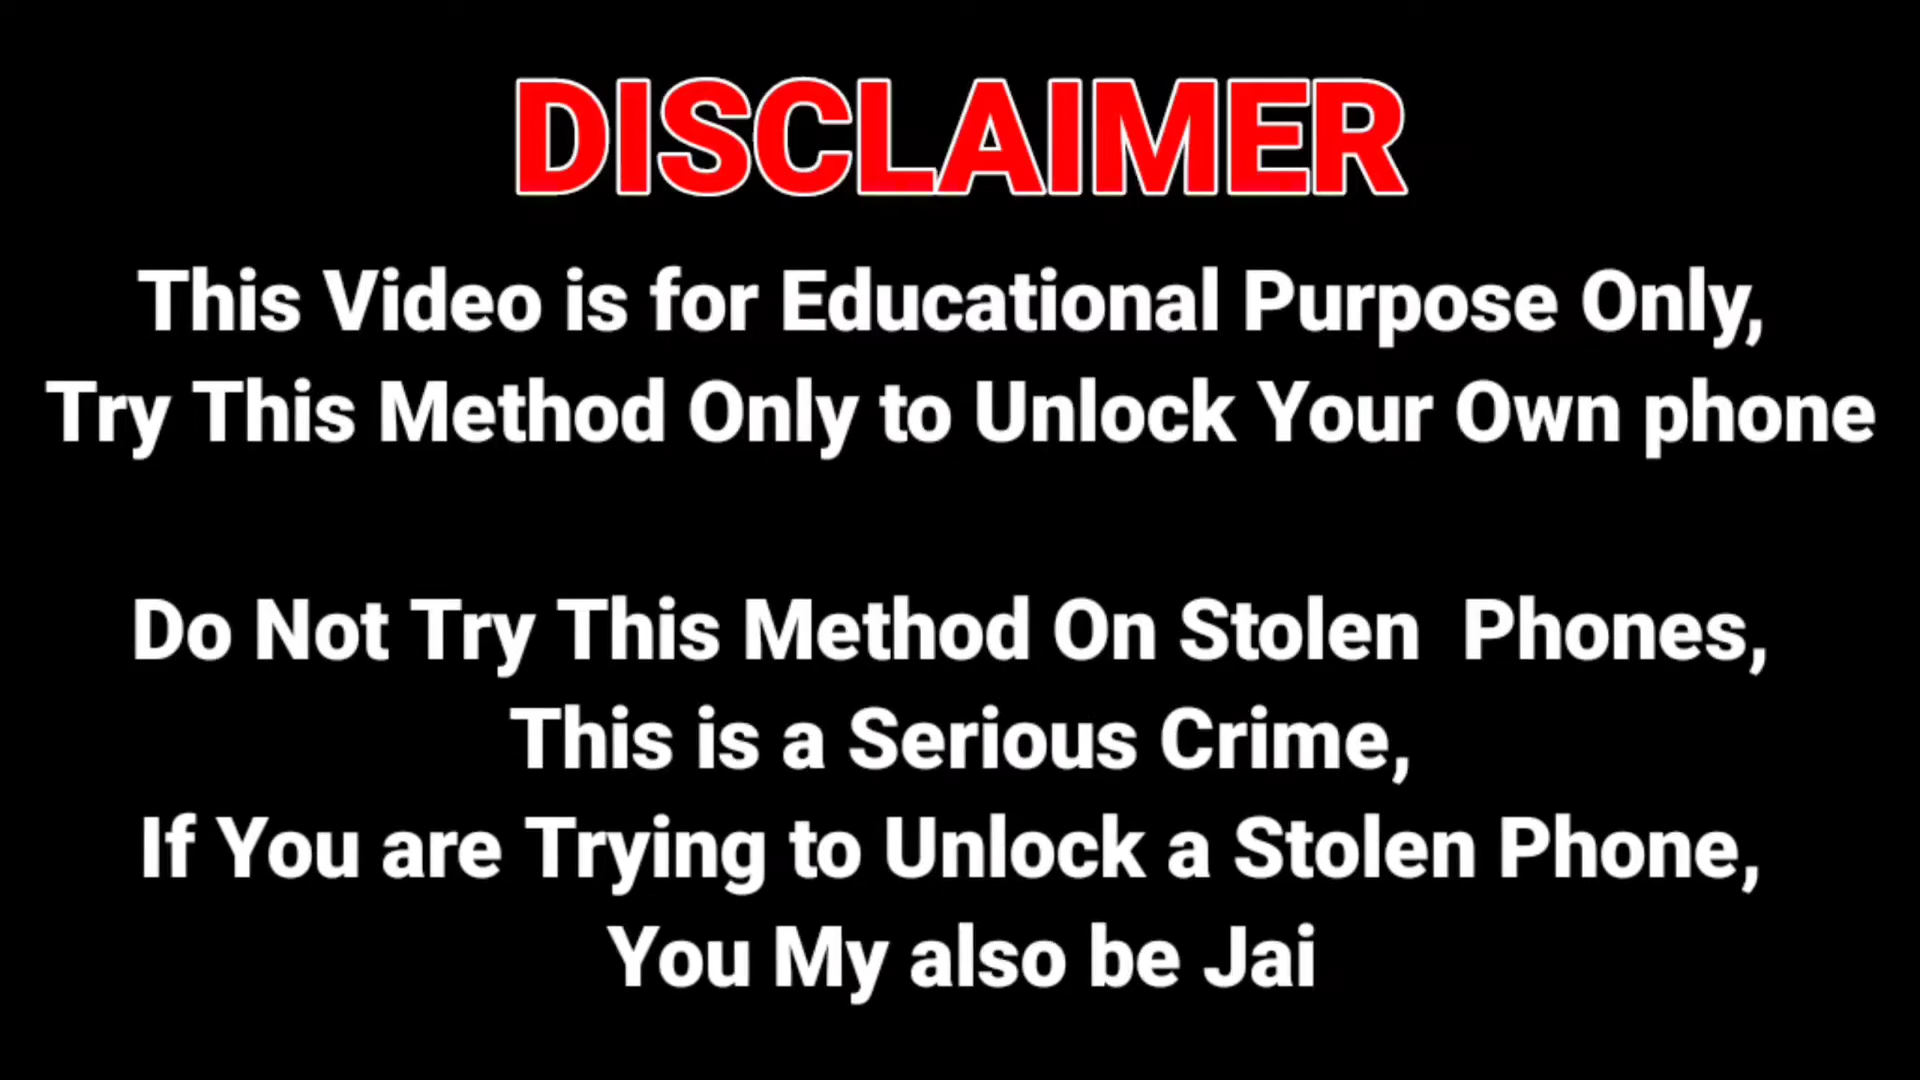 DISCLAIMER
This Video is for Educational Purpose Only,
Try This Method Only to Unlock Your Own phone
Do Not Try This Method On Stolen Phones,
This is a Serious Crime,
If You are Trying to Unlock a Stolen Phone,
You My also be Jai